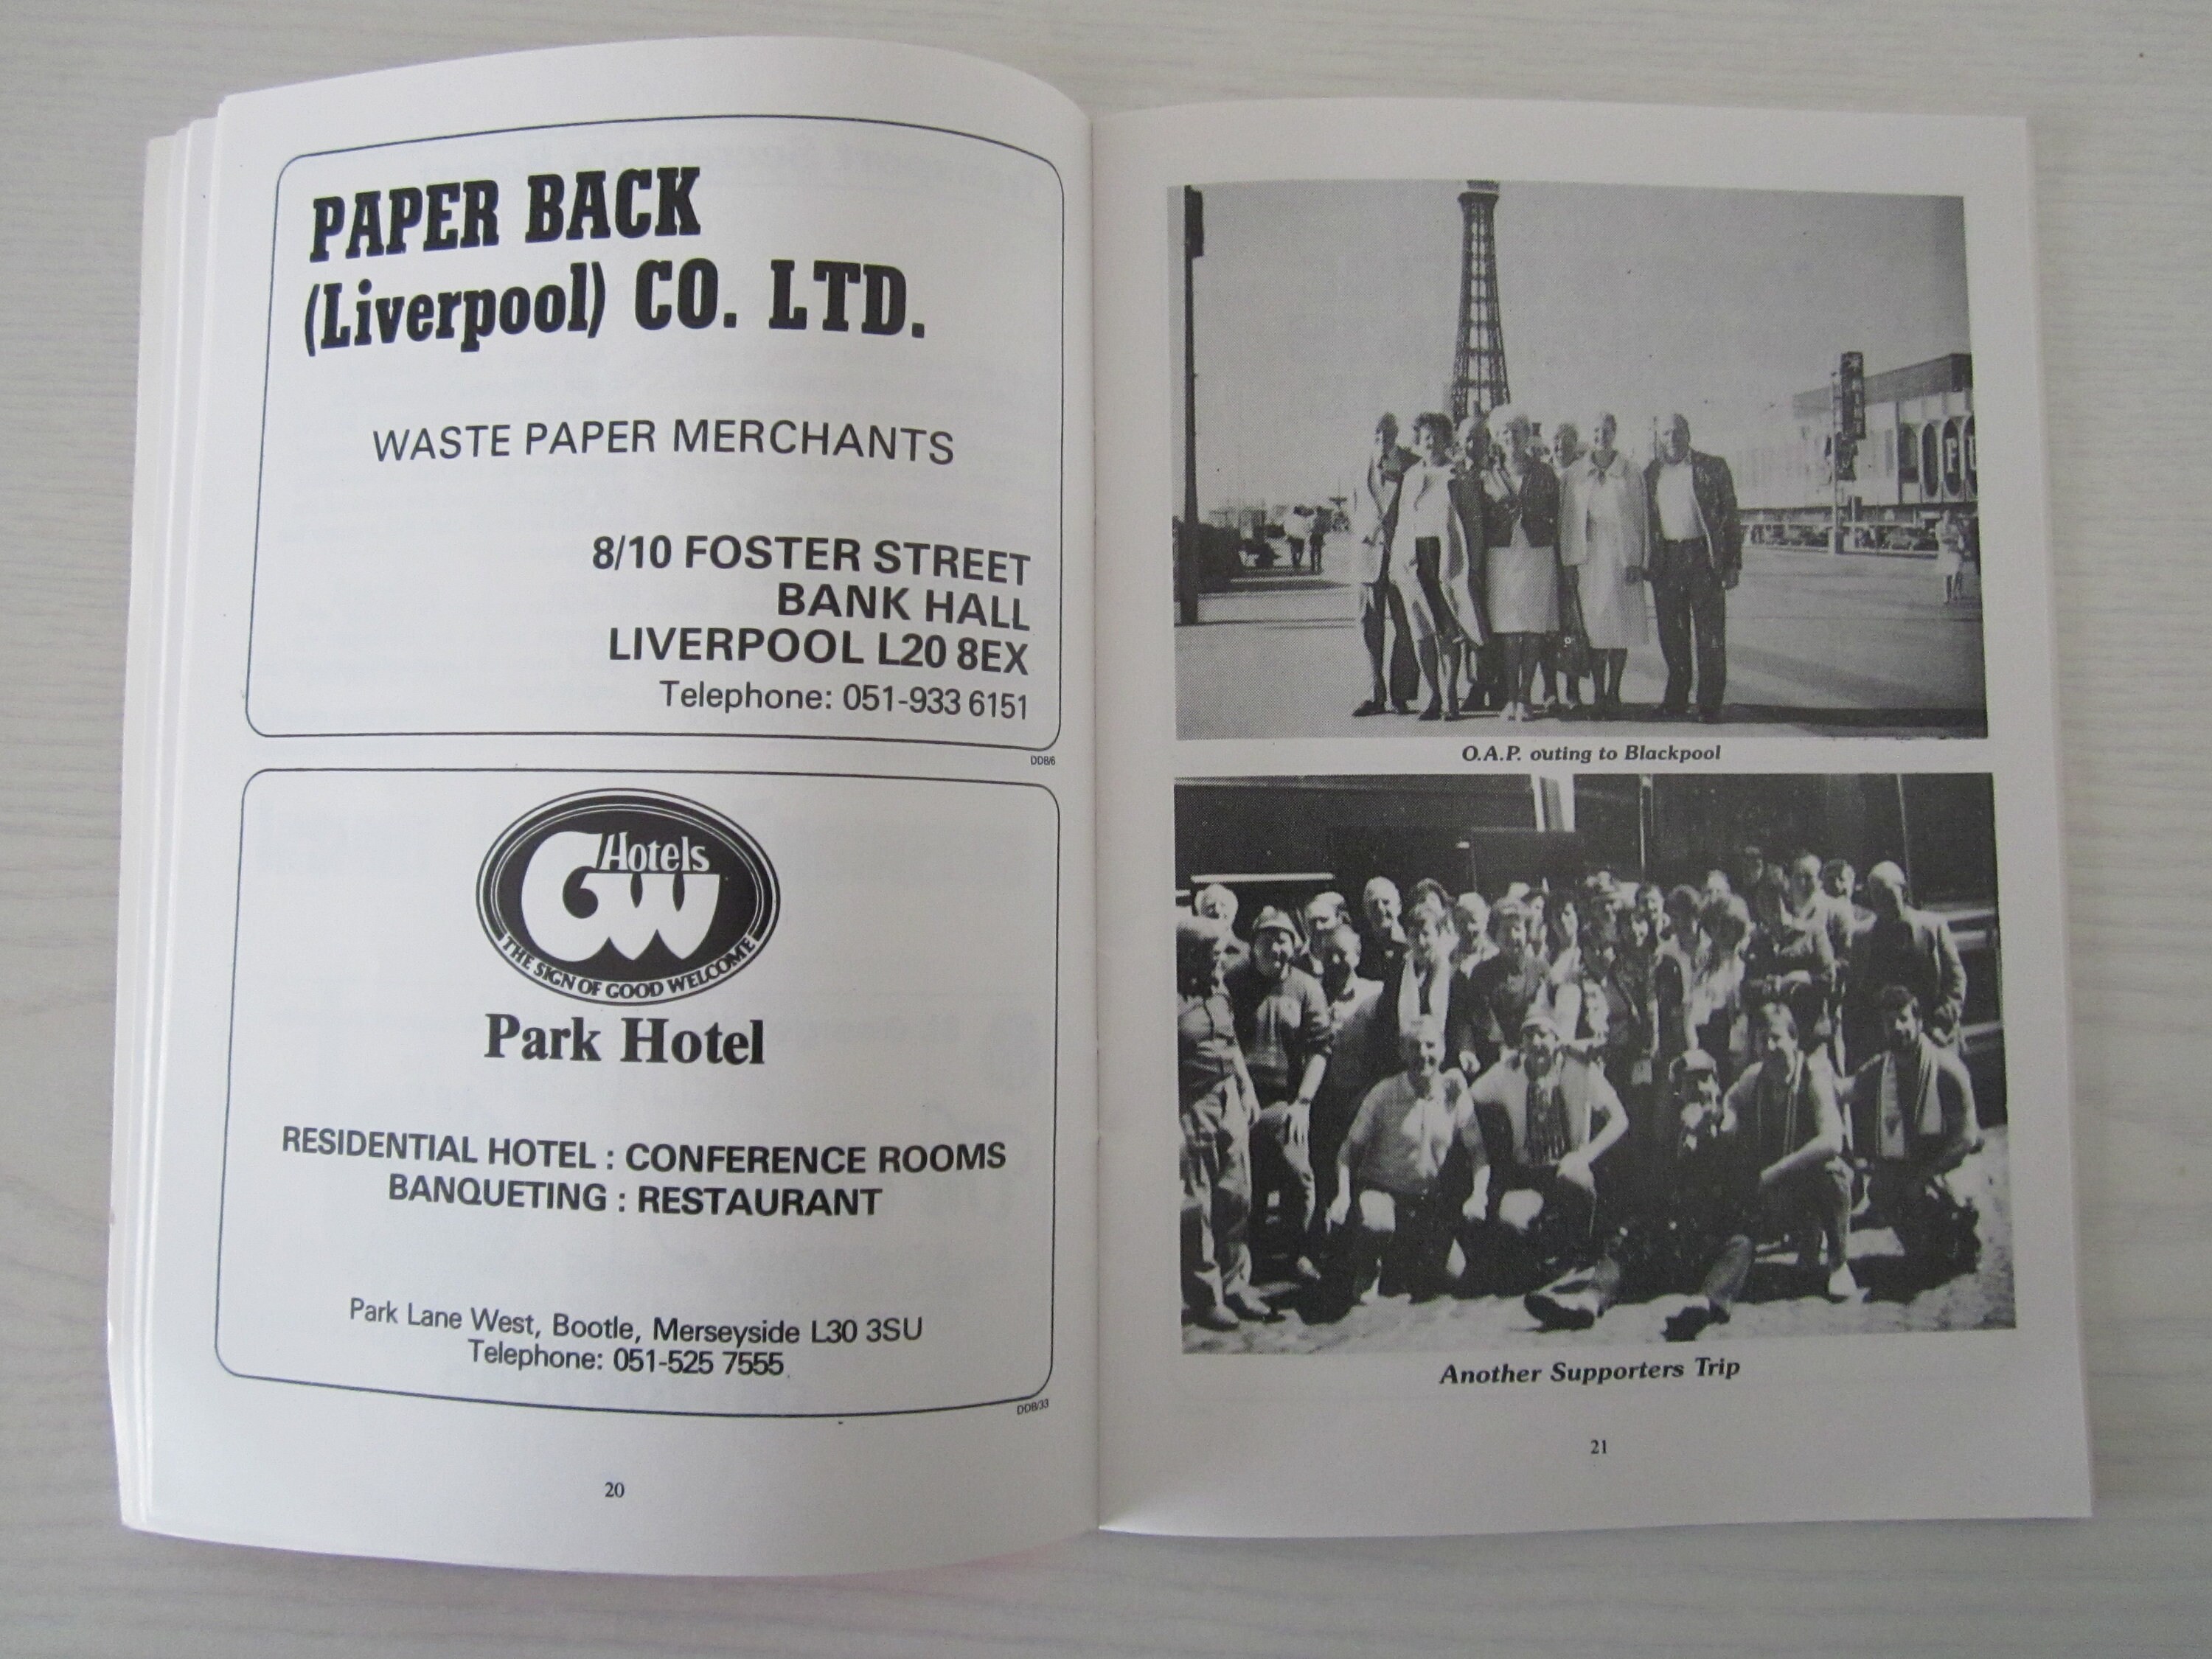 PAPER BACK
(Liverpool) CO. LTD.
WASTE PAPER MERCHANTS
8/10 FOSTER STREET
BANK HALL
LIVERPOOL L20 8EX
Telephone: 051-933 6151
DDB/6
Hotels
GW
THE SIGN OF GOOD WELCOME
Park Hotel
RESIDENTIAL HOTEL : CONFERENCE ROOMS
BANQUETING : RESTAURANT
Park Lane West, Bootle, Merseyside L30 3SU
Telephone: 051-525 7555
DDB/33
20
O.A.P. outing to Blackpool
Another Supporters Trip
21